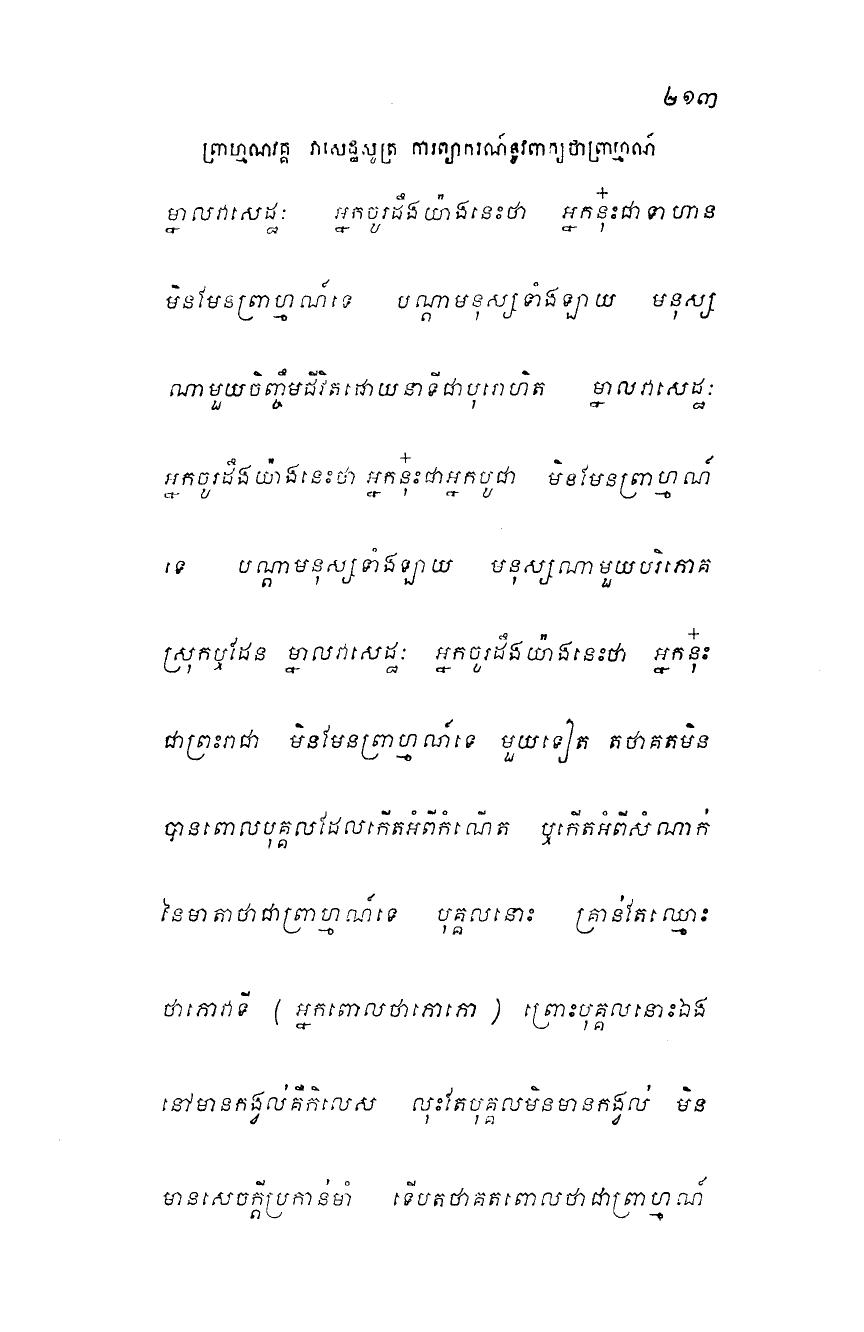 ២១៣
ព្រាហ្មណវគ្គ វាសេដ្ឋសូត្រ ការព្យាករណ៍នូវពាក្យថាព្រាហ្មណ៍
ម្នាលវាសេដ្ឋៈ អ្នកចូរដឹងយ៉ាងនេះថា អ្នកនុ៎ះជាទាហាន
មិនមែនព្រាហ្មណ៍ទេ បណ្តាមនុស្សទាំងឡាយ មនុស្ស
ណាមួយចិញ្ចឹមជីវិតដោយនាទីជាបុរោហិត ម្នាលវាសេដ្ឋៈ
អ្នកចូរដឹងយ៉ាងនេះថា អ្នកនុ៎ះជាអ្នកបូជា មិនមែនព្រាហ្មណ៍
ទេ បណ្តាមនុស្សទាំងឡាយ មនុស្សណាមួយបរិភោគ
ស្រុកឬដែន ម្នាលវាសេដ្ឋៈ អ្នកចូរដឹងយ៉ាងនេះថា អ្នកនុ៎ះ
ជាព្រះរាជា មិនមែនព្រាហ្មណ៍ទេ មួយទៀត តថាគតមិន
បានពោលបុគ្គលដែលកើតអំពីកំណើត ឬកើតអំពីសំណាក់
នៃមាតាថាជាព្រាហ្មណ៍ទេ បុគ្គលនោះ គ្រាន់តែឈ្មោះ
ថាភោវាទី ( អ្នកពោលថាភោភោ ) ព្រោះបុគ្គលនោះឯង
នៅមានកង្វល់គឺកិលេស លុះតែបុគ្គលមិនមានកង្វល់ មិន
មានសេចក្តីប្រកាន់មាំ ទើបតថាគតពោលថាជាព្រាហ្មណ៍